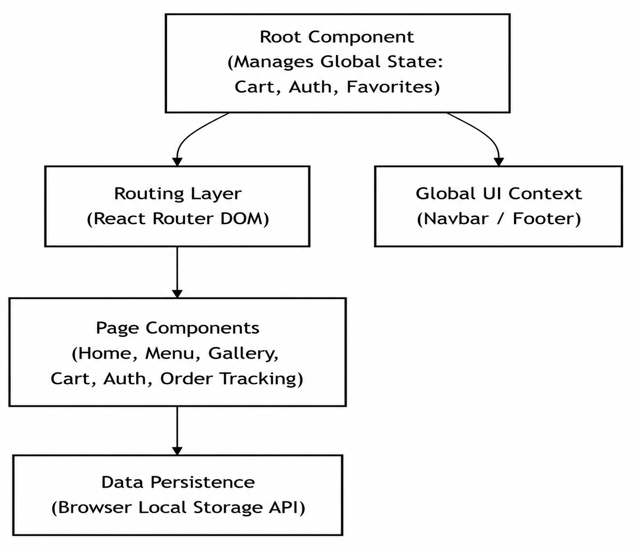 Root Component
(Manages Global State:
Cart, Auth, Favorites)
Routing Layer
(React Router DOM)
Global UI Context
(Navbar / Footer)
Page Components
(Home, Menu, Gallery,
Cart, Auth, Order Tracking)
Data Persistence
(Browser Local Storage API)